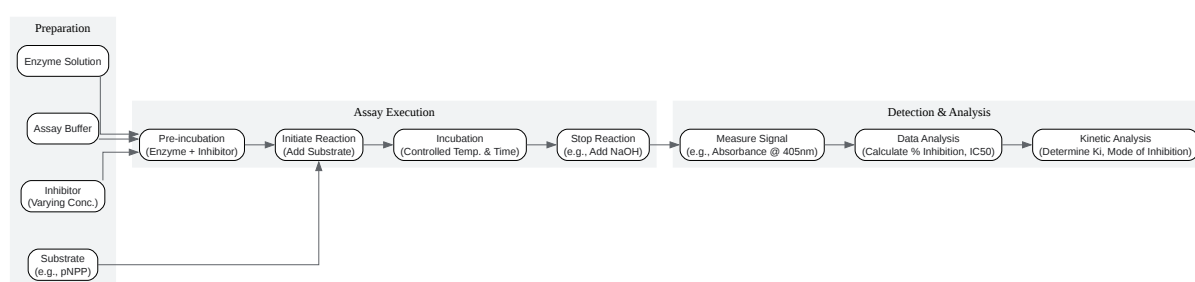 Preparation
Enzyme Solution
Assay Buffer
Inhibitor
(Varying Conc.)
Substrate
(e.g., pNPP)
Assay Execution
Pre-incubation
(Enzyme + Inhibitor)
Initiate Reaction
(Add Substrate)
Incubation
(Controlled Temp. & Time)
Stop Reaction
(e.g., Add NaOH)
Detection & Analysis
Measure Signal
(e.g., Absorbance @ 405nm)
Data Analysis
(Calculate % Inhibition, IC50)
Kinetic Analysis
(Determine Ki, Mode of Inhibition)